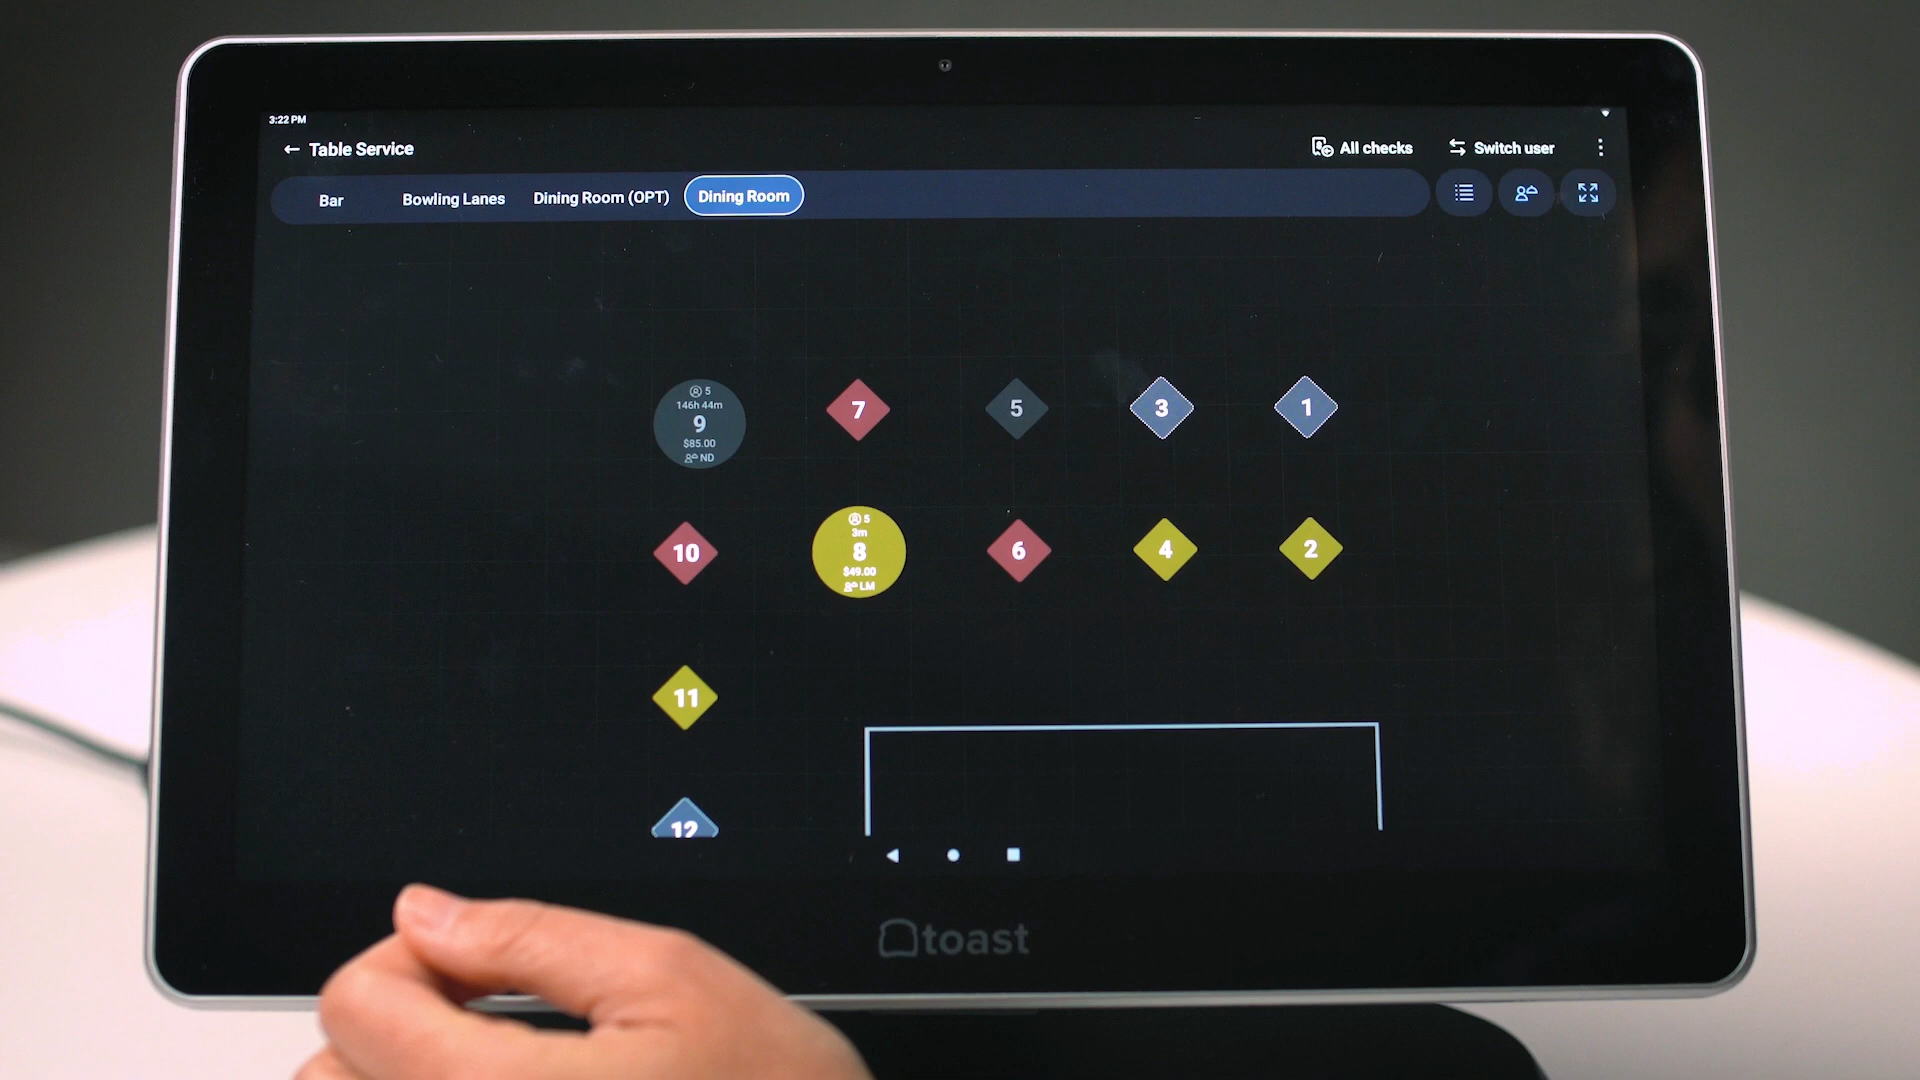 3:22 PM
← Table Service
All checks
Switch user
Bar
Bowling Lanes
Dining Room (OPT)
Dining Room
5
146h 44m
9
$85.00
ND
7
5
3
1
10
5
3m
8
$49.00
LM
6
4
2
11
12
toast